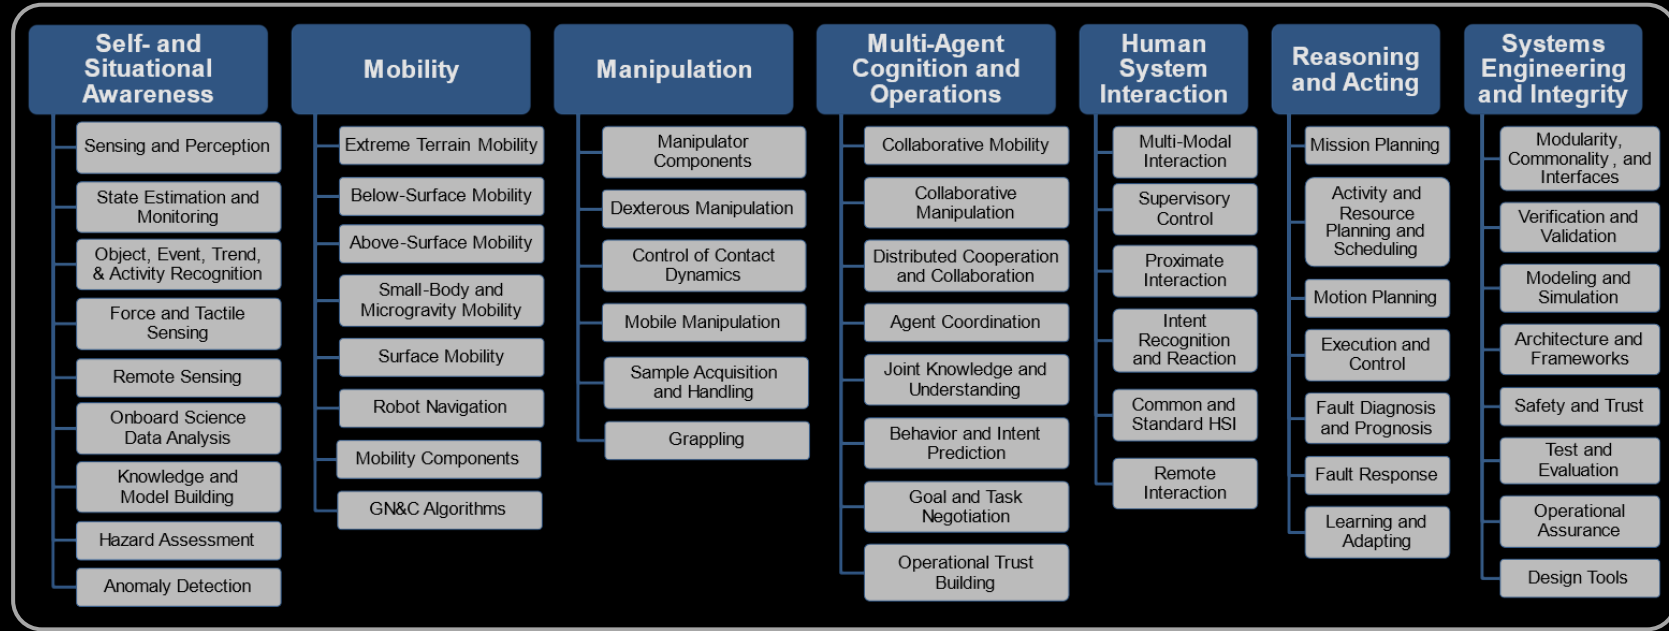 Self- and
Situational
Awareness
Sensing and Perception
State Estimation and
Monitoring
Object, Event, Trend,
& Activity Recognition
Force and Tactile
Sensing
Remote Sensing
Onboard Science
Data Analysis
Knowledge and
Model Building
Hazard Assessment
Anomaly Detection
Mobility
Extreme Terrain Mobility
Below-Surface Mobility
Above-Surface Mobility
Small-Body and
Microgravity Mobility
Surface Mobility
Robot Navigation
Mobility Components
GN&C Algorithms
Manipulation
Manipulator
Components
Dexterous Manipulation
Control of Contact
Dynamics
Mobile Manipulation
Sample Acquisition
and Handling
Grappling
Multi-Agent
Cognition and
Operations
Collaborative Mobility
Collaborative
Manipulation
Distributed Cooperation
and Collaboration
Agent Coordination
Joint Knowledge and
Understanding
Behavior and Intent
Prediction
Goal and Task
Negotiation
Operational Trust
Building
Human
System
Interaction
Multi-Modal
Interaction
Supervisory
Control
Proximate
Interaction
Intent
Recognition
and Reaction
Common and
Standard HSI
Remote
Interaction
Reasoning
and Acting
Mission Planning
Activity and
Resource
Planning and
Scheduling
Motion Planning
Execution and
Control
Fault Diagnosis
and Prognosis
Fault Response
Learning and
Adapting
Systems
Engineering
and Integrity
Modularity,
Commonality , and
Interfaces
Verification and
Validation
Modeling and
Simulation
Architecture and
Frameworks
Safety and Trust
Test and
Evaluation
Operational
Assurance
Design Tools